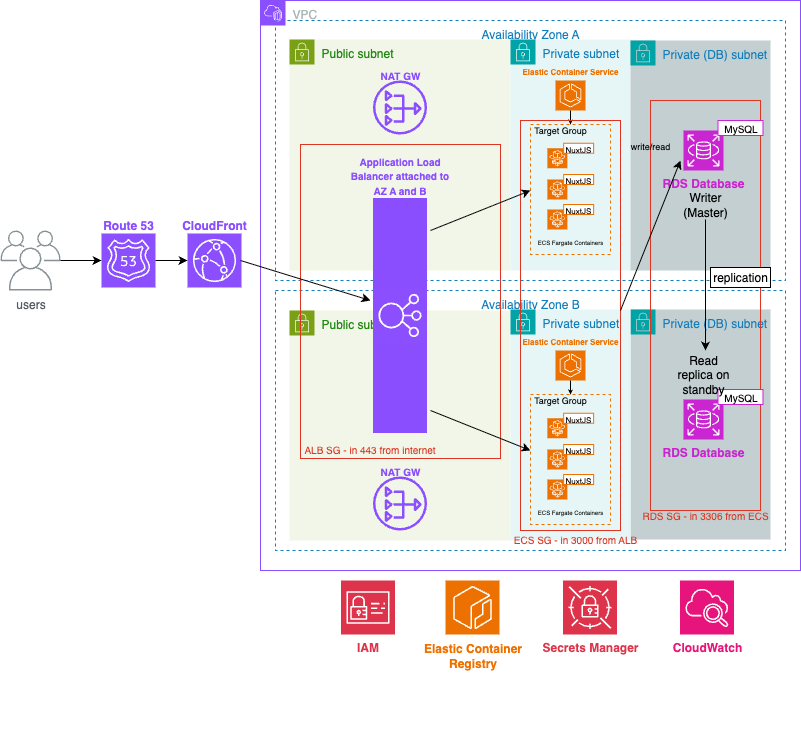 VPC
Availability Zone A
Public subnet
Private subnet
Private (DB) subnet
NAT GW
Elastic Container Service
Target Group
NuxtJS
NuxtJS
NuxtJS
ECS Fargate Containers
write/read
MySQL
RDS Database
Writer
(Master)
Application Load
Balancer attached to
AZ A and B
Route 53
53
CloudFront
users
replication
Availability Zone B
Public sub
Private subnet
Private (DB) subnet
Elastic Container Service
Target Group
NuxtJS
NuxtJS
NuxtJS
ECS Fargate Containers
Read
replica on
standby
MySQL
RDS Database
ALB SG - in 443 from internet
NAT GW
RDS SG - in 3306 from ECS
ECS SG - in 3000 from ALB
IAM
Elastic Container
Registry
Secrets Manager
CloudWatch